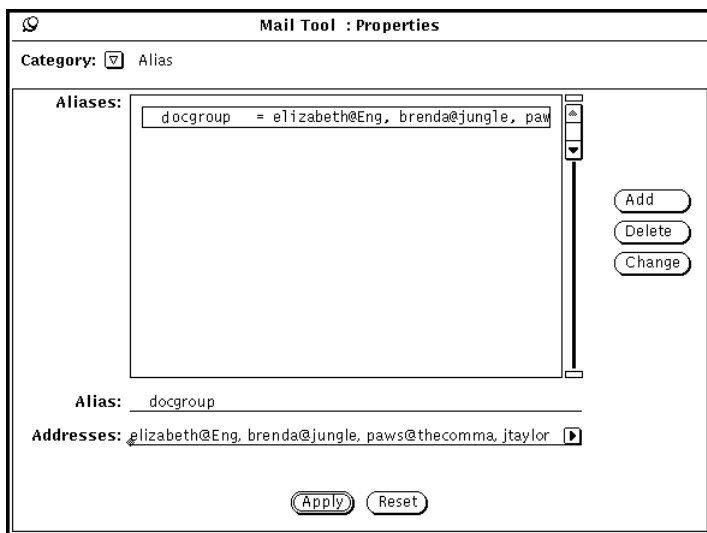 Mail Tool : Properties
Category: Alias
Aliases:
docgroup = elizabeth@Eng, brenda@jungle, paw
Add
Delete
Change
Alias: docgroup
Addresses: elizabeth@Eng, brenda@jungle, paws@thecomma, jtaylor
Apply Reset